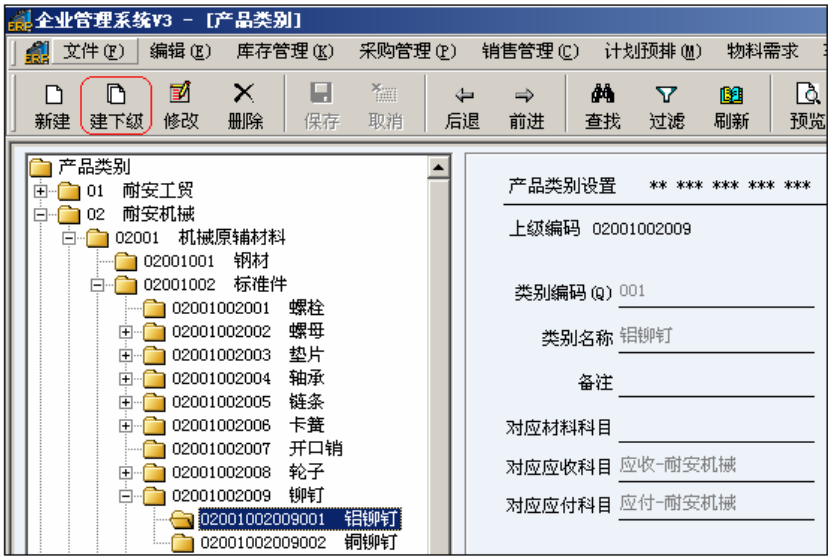 企业管理系统V3 - [产品类别]
文件(F) 编辑(E) 库存管理(K) 采购管理(P) 销售管理(C) 计划预排(M) 物料需求
新建 建下级 修改 删除 保存 取消 后退 前进 查找 过滤 刷新 预览
产品类别
01 耐安工贸
02 耐安机械
02001 机械原辅材料
02001001 钢材
02001002 标准件
02001002001 螺栓
02001002002 螺母
02001002003 垫片
02001002004 轴承
02001002005 链条
02001002006 卡簧
02001002007 开口销
02001002008 轮子
02001002009 铆钉
02001002009001 铝铆钉
02001002009002 铜铆钉
产品类别设置 ** *** *** *** ***
上级编码 02001002009
类别编码(Q) 001
类别名称 铝铆钉
备注
对应材料科目
对应应收科目 应收-耐安机械
对应应付科目 应付-耐安机械